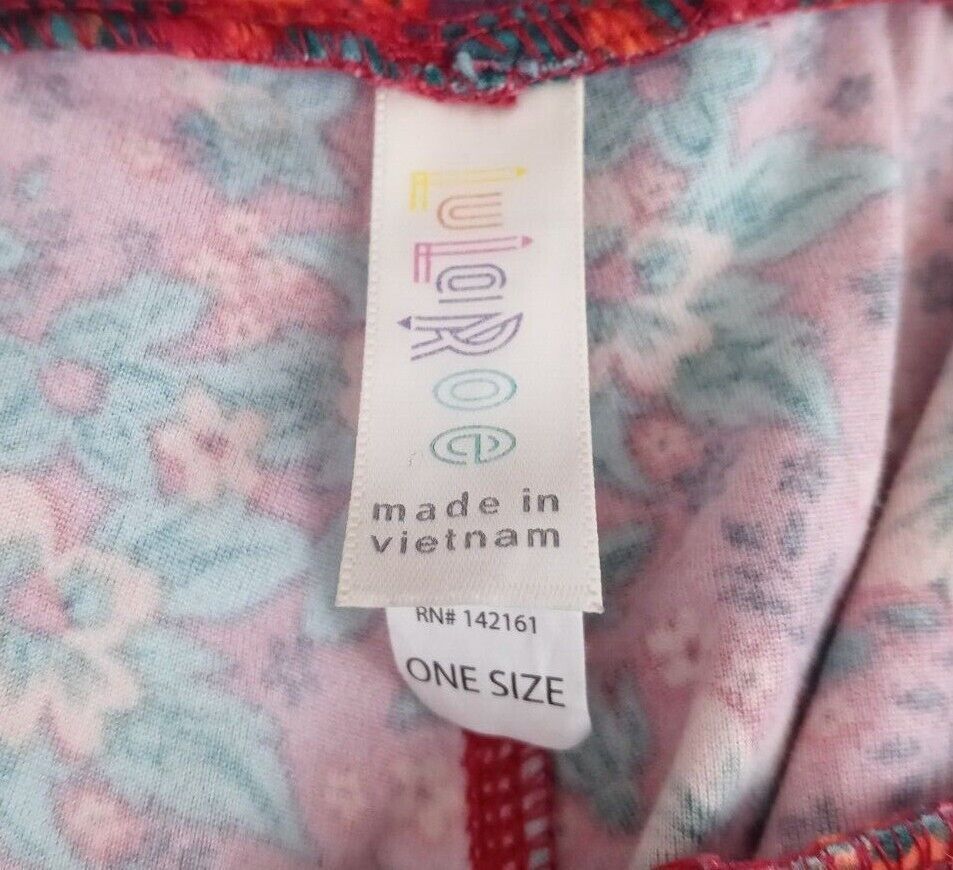 LuLaRoe
made in
vietnam
RN# 142161
ONE SIZE